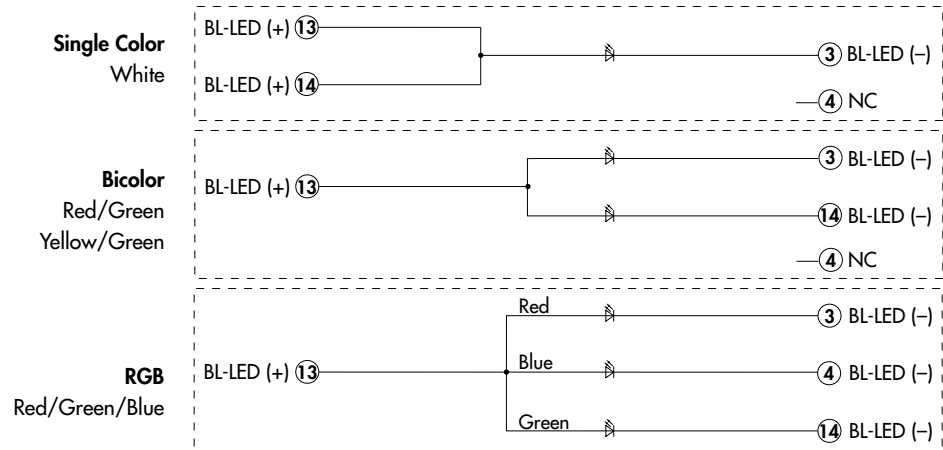 Single Color
White
BL-LED (+) 13
BL-LED (+) 14
3 BL-LED (–)
4 NC
Bicolor
Red/Green
Yellow/Green
BL-LED (+) 13
3 BL-LED (–)
14 BL-LED (–)
4 NC
RGB
Red/Green/Blue
BL-LED (+) 13
Red
3 BL-LED (–)
Blue
4 BL-LED (–)
Green
14 BL-LED (–)